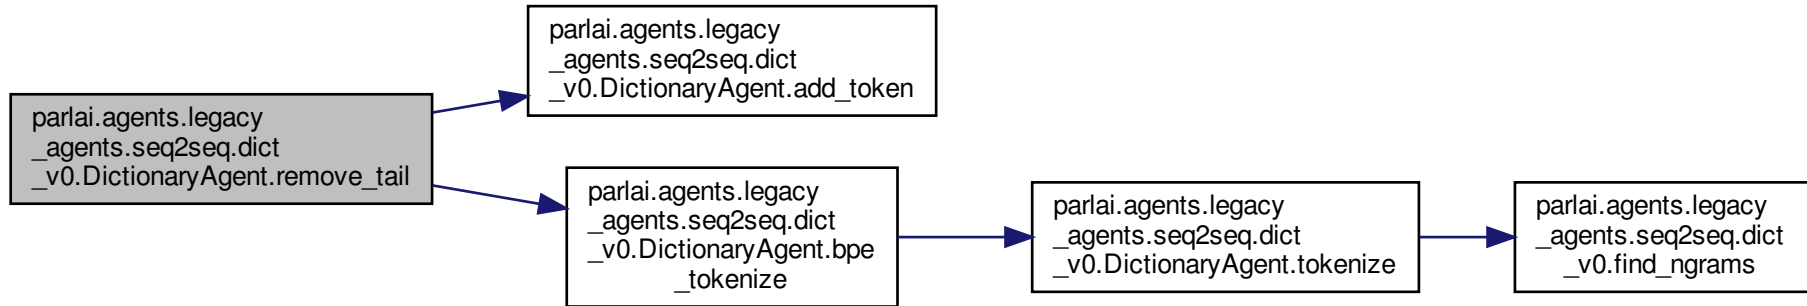 parlai.agents.legacy
_agents.seq2seq.dict
_v0.DictionaryAgent.remove_tail
parlai.agents.legacy
_agents.seq2seq.dict
_v0.DictionaryAgent.add_token
parlai.agents.legacy
_agents.seq2seq.dict
_v0.DictionaryAgent.bpe
_tokenize
parlai.agents.legacy
_agents.seq2seq.dict
_v0.DictionaryAgent.tokenize
parlai.agents.legacy
_agents.seq2seq.dict
_v0.find_ngrams